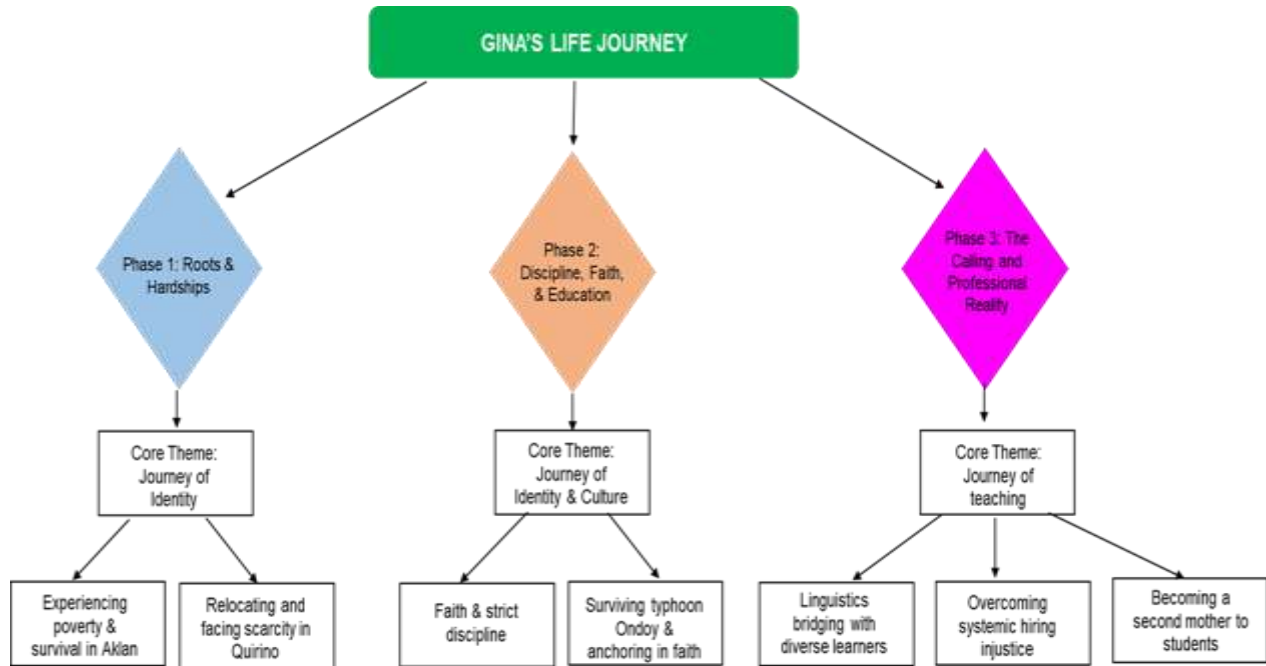 GINA'S LIFE JOURNEY
Phase 1: Roots &
Hardships
Phase 2:
Discipline, Faith,
& Education
Phase 3: The
Calling and
Professional
Reality
Core Theme:
Journey of
Identity
Core Theme:
Journey of
Identity & Culture
Core Theme:
Journey of
teaching
Experiencing
poverty &
survival in Aklan
Relocating and
facing scarcity in
Quirino
Faith & strict
discipline
Surviving typhoon
Ondoy &
anchoring in faith
Linguistics
bridging with
diverse learners
Overcoming
systemic hiring
injustice
Becoming a
second mother to
students